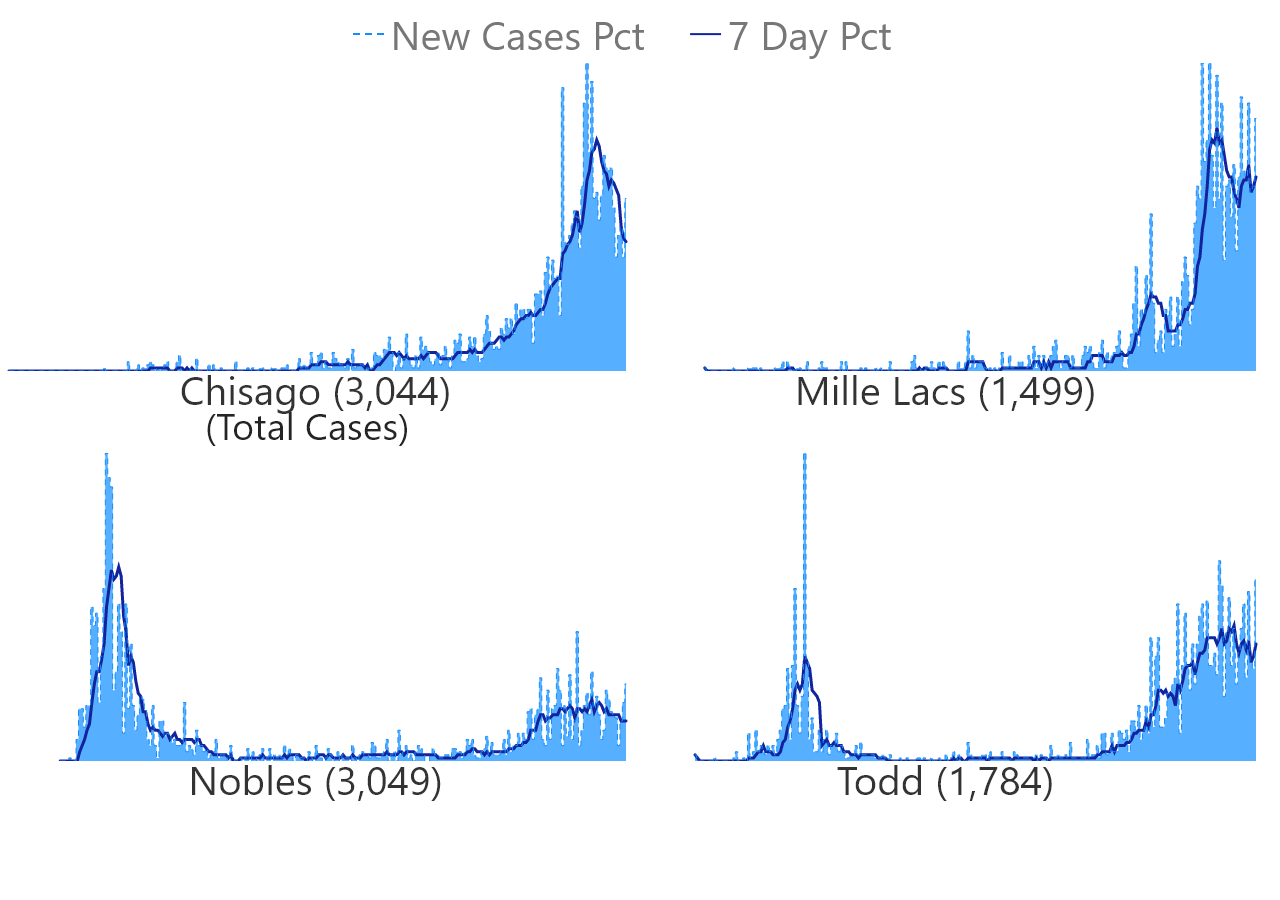 New Cases Pct 7 Day Pct
Chisago (3,044) Mille Lacs (1,499)
(Total Cases)
Nobles (3,049) Todd (1,784)